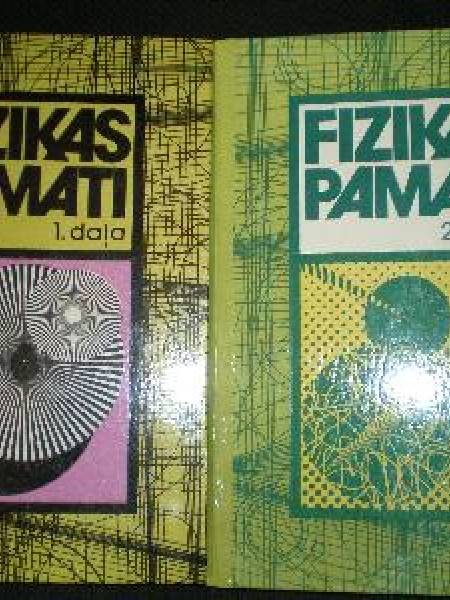 ZIKAS
MATI
1. daļa
FIZIKA
PAMA
2